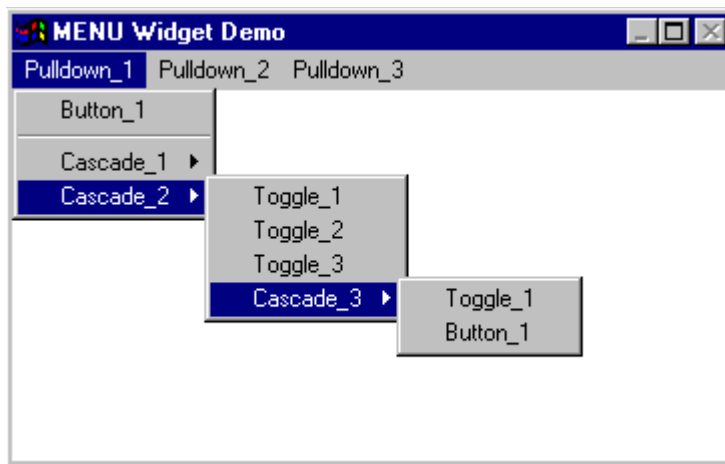 MENU Widget Demo
Pulldown_1 Pulldown_2 Pulldown_3
Button_1
Cascade_1
Cascade_2
Toggle_1
Toggle_2
Toggle_3
Cascade_3
Toggle_1
Button_1